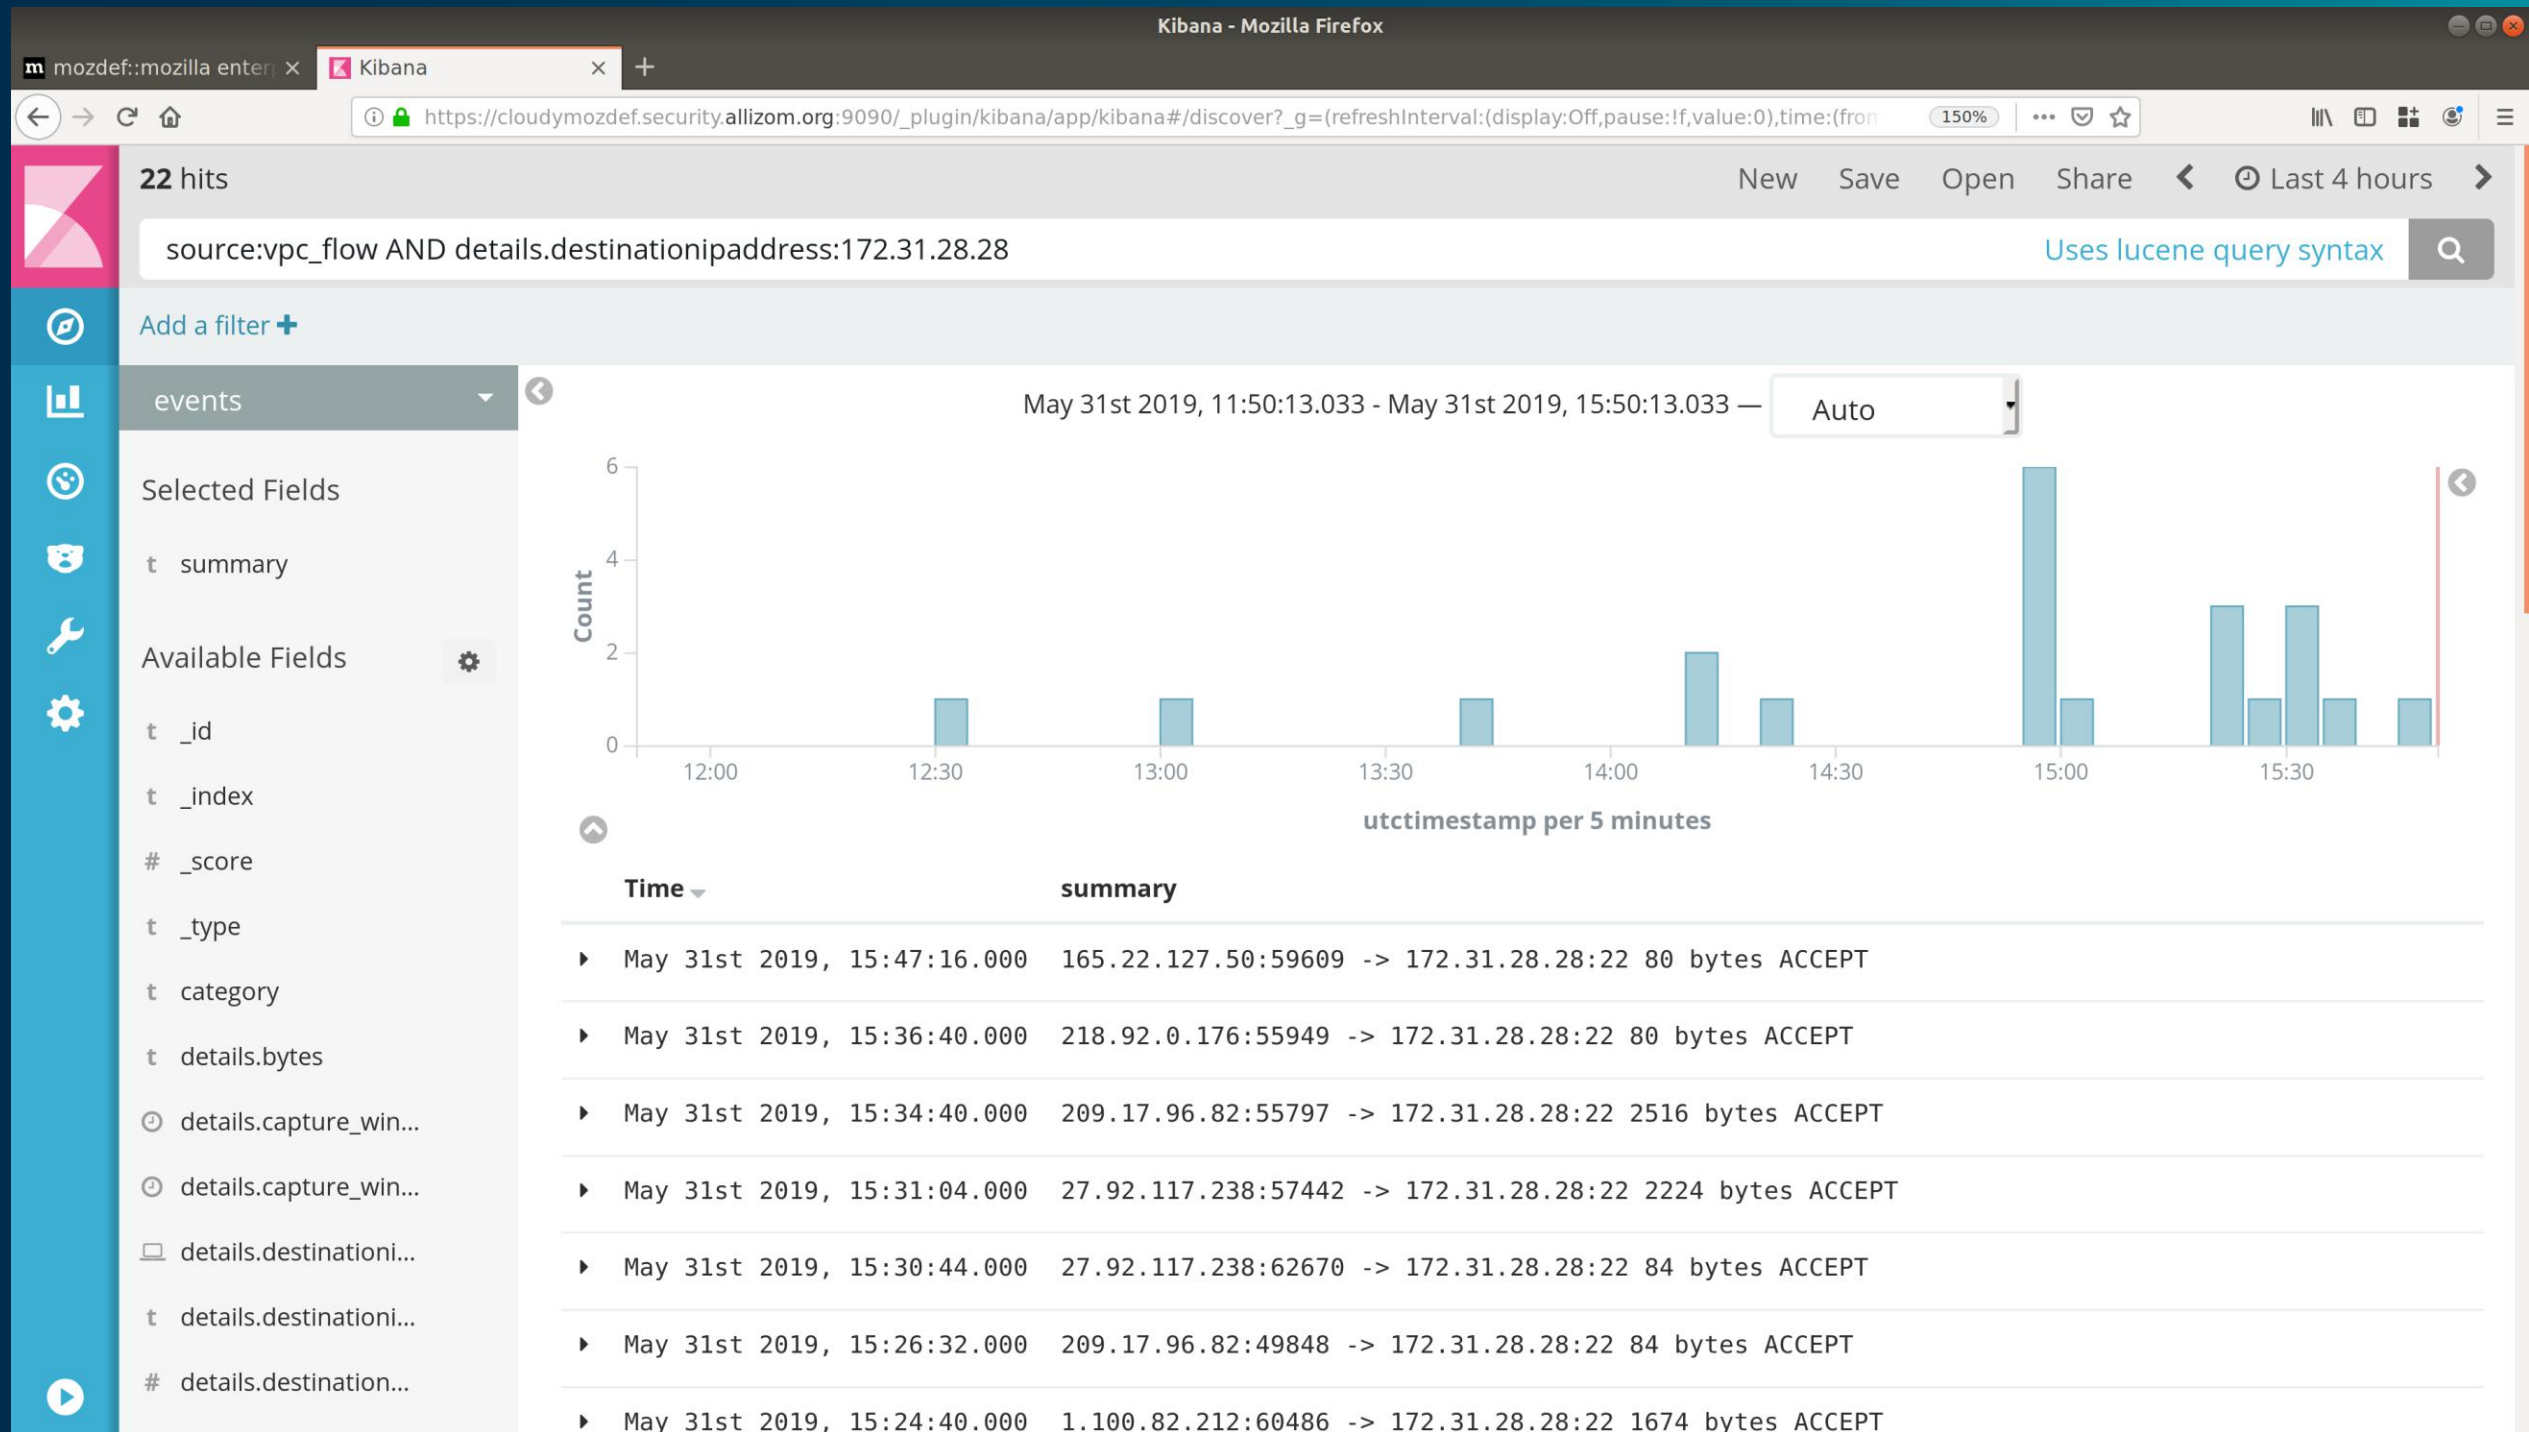 Kibana - Mozilla Firefox
m mozdef::mozilla enter
Kibana
https://cloudymozdef.security.allizom.org:9090/_plugin/kibana/app/kibana#/discover?_g=(refreshInterval:(display:Off,pause:!f,value:0),time:(fron
150%
22 hits
New Save Open Share Last 4 hours
source:vpc_flow AND details.destinationipaddress:172.31.28.28
Uses lucene query syntax
Add a filter
events
Selected Fields
t summary
Available Fields
t _id
t _index
# _score
t _type
t category
t details.bytes
details.capture_win...
details.capture_win...
details.destinationi...
t details.destinationi...
# details.destination...
May 31st 2019, 11:50:13.033 - May 31st 2019, 15:50:13.033 — Auto
6
4
2
0
Count
12:00 12:30 13:00 13:30 14:00 14:30 15:00 15:30
utctimestamp per 5 minutes
Time summary
May 31st 2019, 15:47:16.000 165.22.127.50:59609 -> 172.31.28.28:22 80 bytes ACCEPT
May 31st 2019, 15:36:40.000 218.92.0.176:55949 -> 172.31.28.28:22 80 bytes ACCEPT
May 31st 2019, 15:34:40.000 209.17.96.82:55797 -> 172.31.28.28:22 2516 bytes ACCEPT
May 31st 2019, 15:31:04.000 27.92.117.238:57442 -> 172.31.28.28:22 2224 bytes ACCEPT
May 31st 2019, 15:30:44.000 27.92.117.238:62670 -> 172.31.28.28:22 84 bytes ACCEPT
May 31st 2019, 15:26:32.000 209.17.96.82:49848 -> 172.31.28.28:22 84 bytes ACCEPT
May 31st 2019, 15:24:40.000 1.100.82.212:60486 -> 172.31.28.28:22 1674 bytes ACCEPT